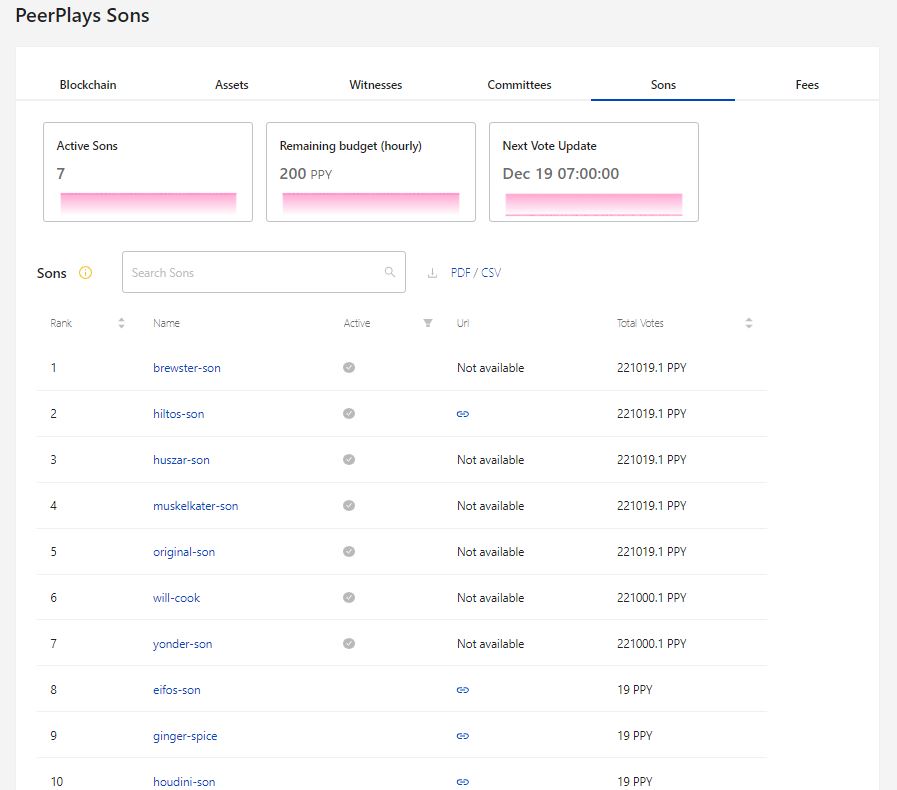 PeerPlays Sons
Blockchain Assets Witnesses Committees Sons Fees
Active Sons Remaining budget (hourly) Next Vote Update
7 200 PPY Dec 19 07:00:00
Sons Search Sons PDF / CSV
Rank Name Active Url Total Votes
1 brewster-son Not available 221019.1 PPY
2 hiltos-son 221019.1 PPY
3 huszar-son Not available 221019.1 PPY
4 muskelkater-son Not available 221019.1 PPY
5 original-son Not available 221019.1 PPY
6 will-cook Not available 221000.1 PPY
7 yonder-son Not available 221000.1 PPY
8 eifos-son 19 PPY
9 ginger-spice 19 PPY
10 houdini-son 19 PPY